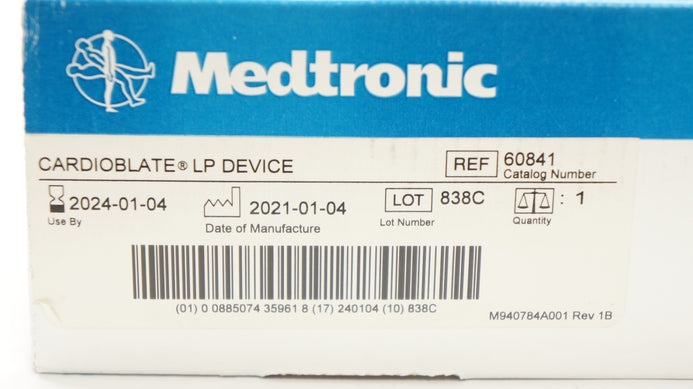 Medtronic
CARDIOBLATE® LP DEVICE
REF 60841
Catalog Number
2024-01-04
Use By
2021-01-04
Date of Manufacture
LOT 838C
Lot Number
: 1
Quantity
(01) 0 0885074 35961 8 (17) 240104 (10) 838C
M940784A001 Rev 1B